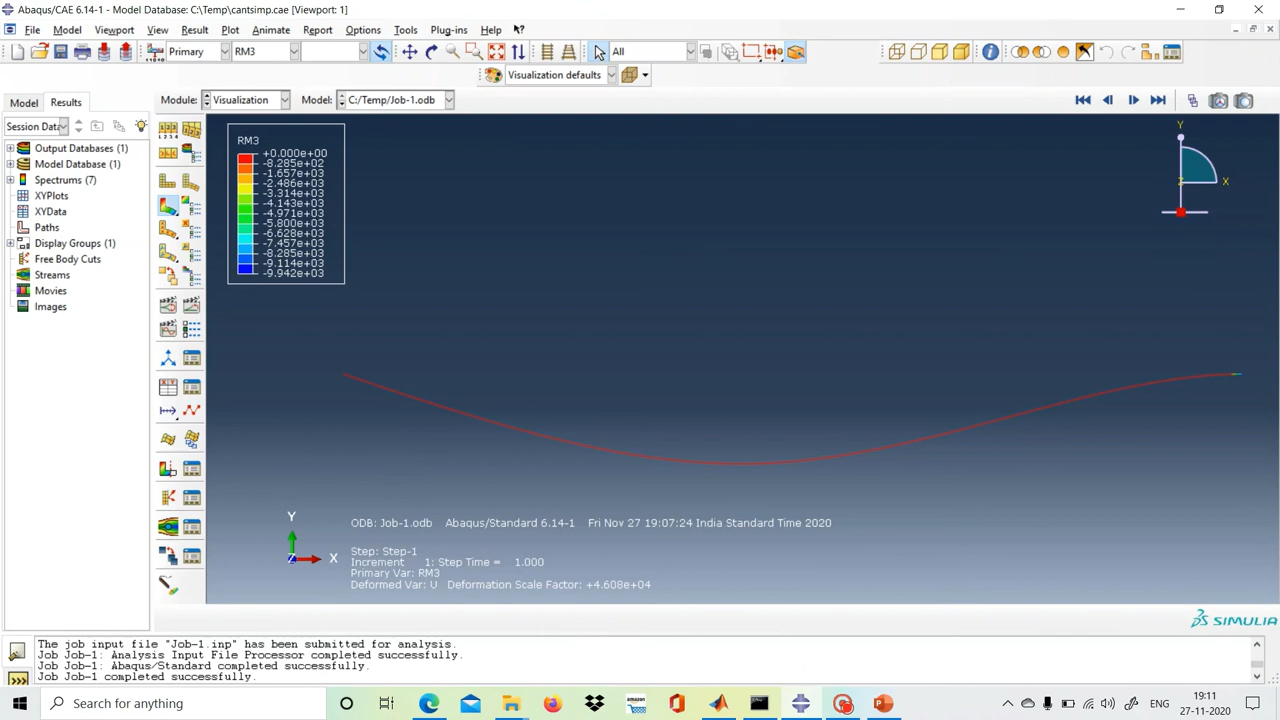 Abaqus/CAE 6.14-1 - Model Database: C:\Temp\cantsimp.cae [Viewport: 1]
File Model Viewport View Result Plot Animate Report Options Tools Plug-ins Help
Primary RM3 All
Visualization defaults
Model Results Module: Visualization Model: C:/Temp/Job-1.odb
Session Data
Output Databases (1)
Model Database (1)
Spectrums (7)
XYPlots
XYData
Paths
Display Groups (1)
Free Body Cuts
Streams
Movies
Images
RM3
+0.000e+00
-8.285e+02
-1.657e+03
-2.486e+03
-3.314e+03
-4.143e+03
-4.971e+03
-5.800e+03
-6.628e+03
-7.457e+03
-8.285e+03
-9.114e+03
-9.942e+03
Y
Z X
Y
Z X
ODB: Job-1.odb Abaqus/Standard 6.14-1 Fri Nov 27 19:07:24 India Standard Time 2020
Step: Step-1
Increment 1: Step Time = 1.000
Primary Var: RM3
Deformed Var: U Deformation Scale Factor: +4.608e+04
SIMULIA
The job input file "Job-1.inp" has been submitted for analysis.
Job Job-1: Analysis Input File Processor completed successfully.
Job Job-1: Abaqus/Standard completed successfully.
Job Job-1 completed successfully.
Search for anything
amazon
ENG
19:11
27-11-2020